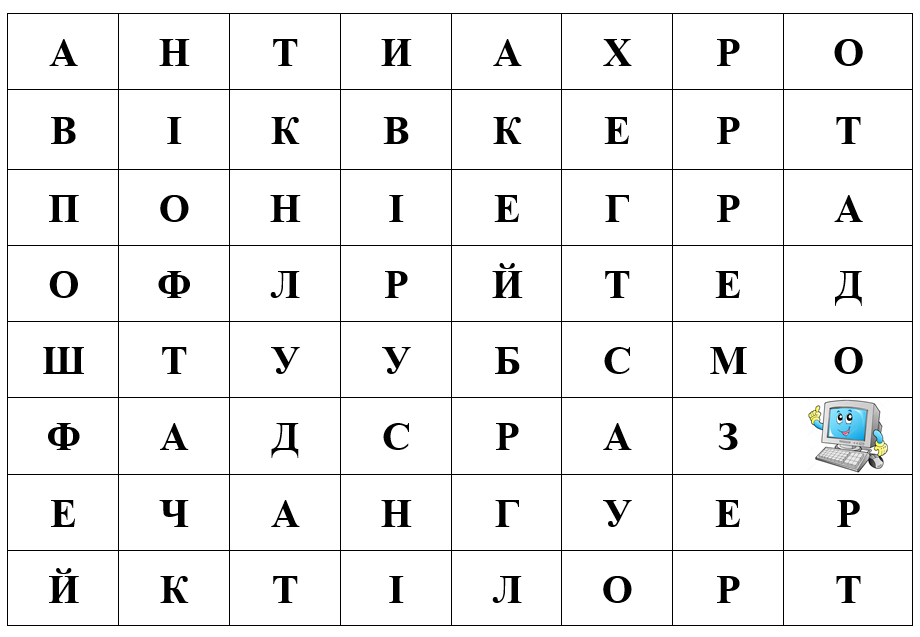 А Н Т И А Х Р О
В І К В К Е Р Т
П О Н І Е Г Р А
О Ф Л Р Й Т Е Д
Ш Т У У Б С М О
Ф А Д С Р А З
Е Ч А Н Г У Е Р
Й К Т І Л О Р Т